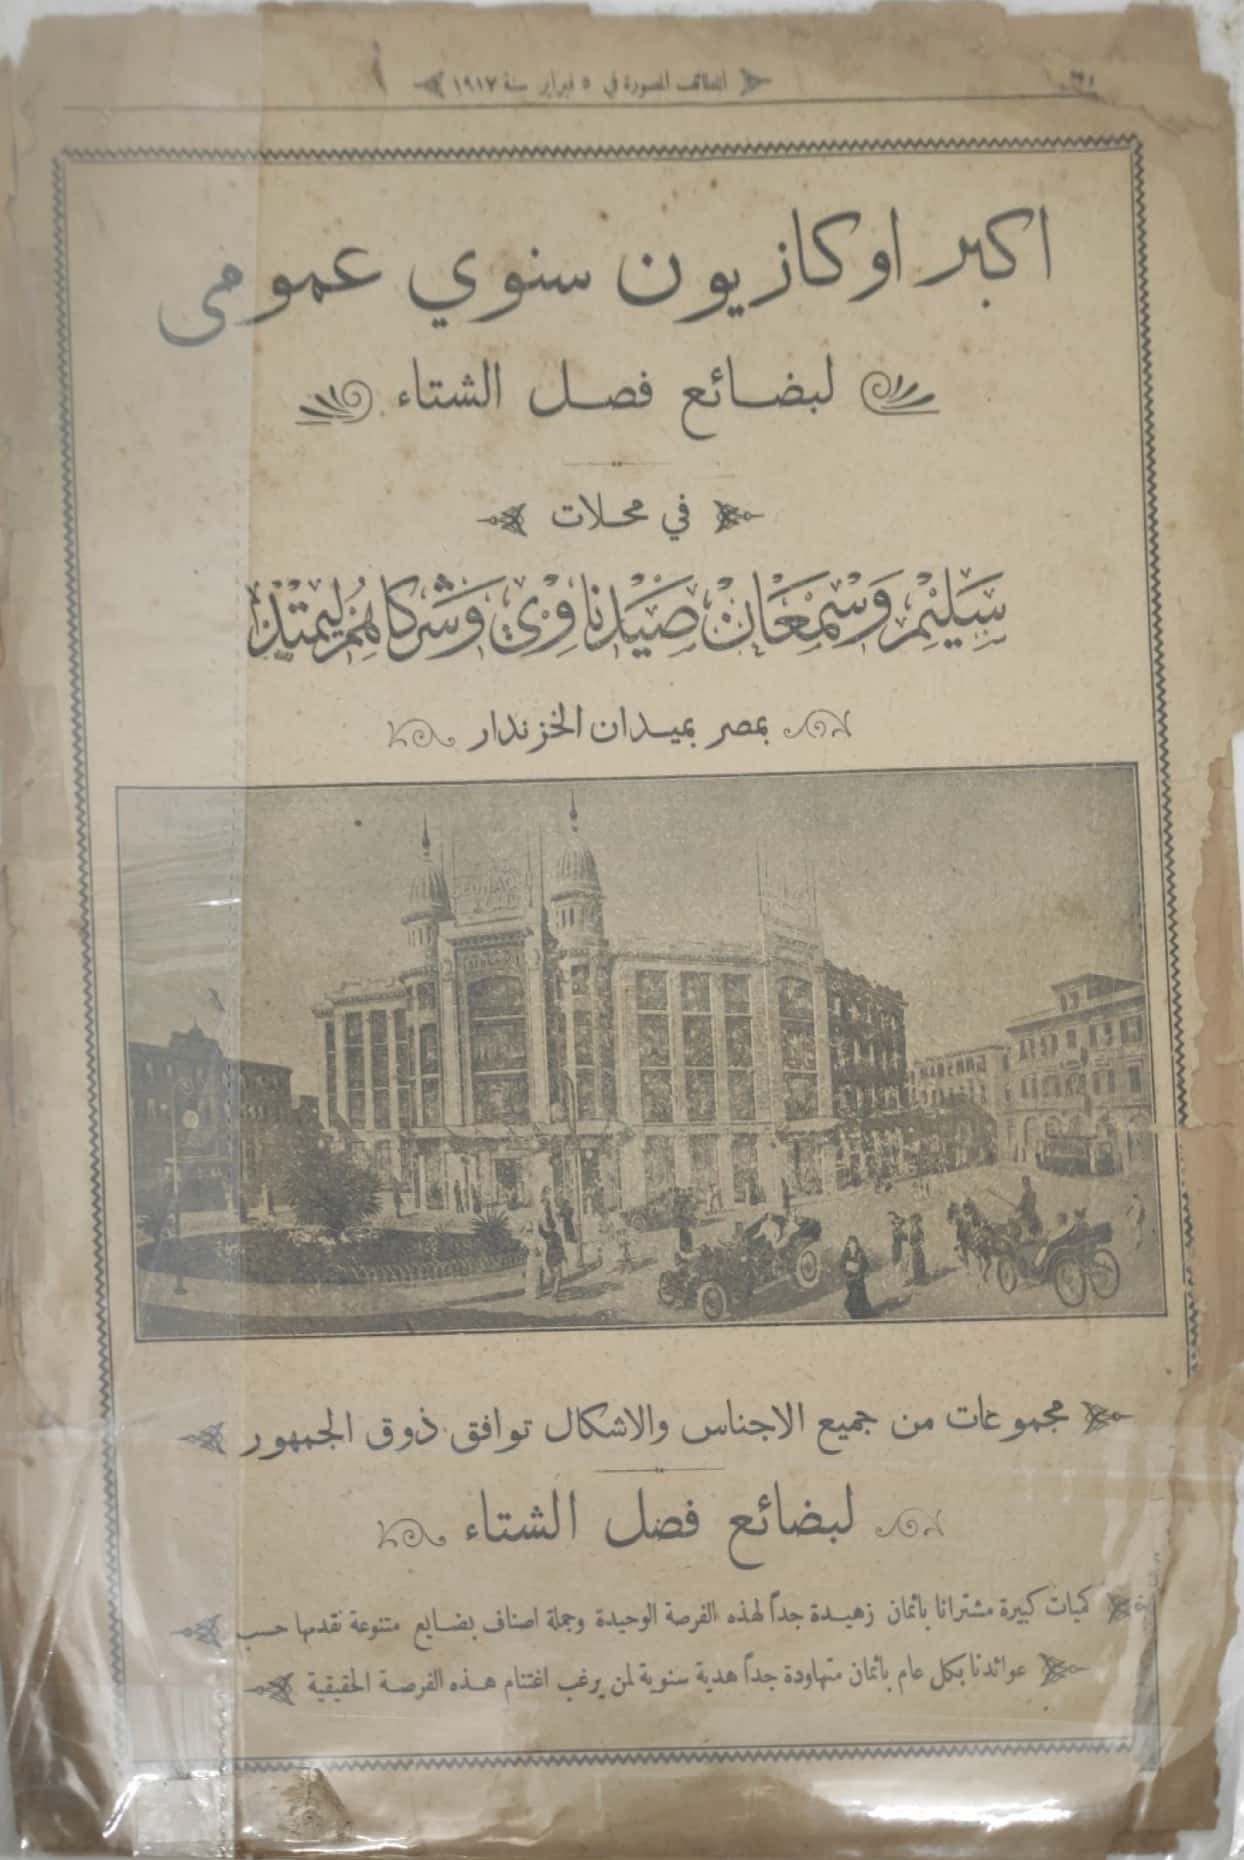 اللطائف المصورة في ٥ فبراير سنة ١٩١٧
اكبر اوكازيون سنوي عمومي
لبضائع فصل الشتاء
في محلات
سليم وسمعان صيدناوي وشركاهم ليمتد
بمصر بميدان الخزندار
مجموعات من جميع الاجناس والاشكال توافق ذوق الجمهور
لبضائع فصل الشتاء
كميات كبيرة مشترانا باثمان زهيدة جداً لهذه الفرصة الوحيدة وجملة اصناف بضايع متنوعة نقدمها حسب
عوائدنا بكل عام باثمان متهاودة جداً هدية سنوية لمن يرغب اغتنام هذه الفرصة الحقيقية